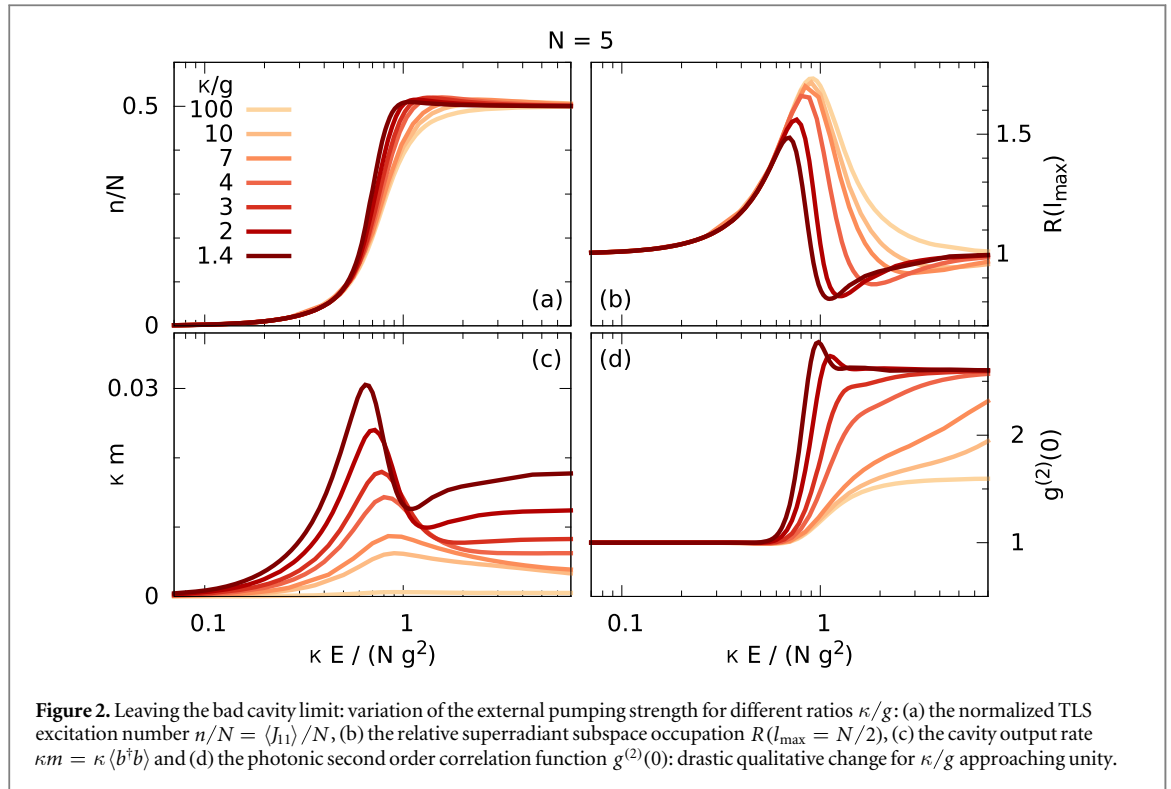 N = 5
κ/g
100
10
7
4
3
2
1.4
0.5
0
n/N
(a)
(b)
1.5
1
R(l_max)
0.03
0
κ m
(c)
(d)
2
1
g^(2)(0)
0.1 1
0.1 1
κ E / (N g²)
κ E / (N g²)
Figure 2. Leaving the bad cavity limit: variation of the external pumping strength for different ratios κ/g: (a) the normalized TLS
excitation number n/N = ⟨J₁₁⟩/N, (b) the relative superradiant subspace occupation R(l_max = N/2), (c) the cavity output rate
κm = κ⟨b†b⟩ and (d) the photonic second order correlation function g^(2)(0): drastic qualitative change for κ/g approaching unity.